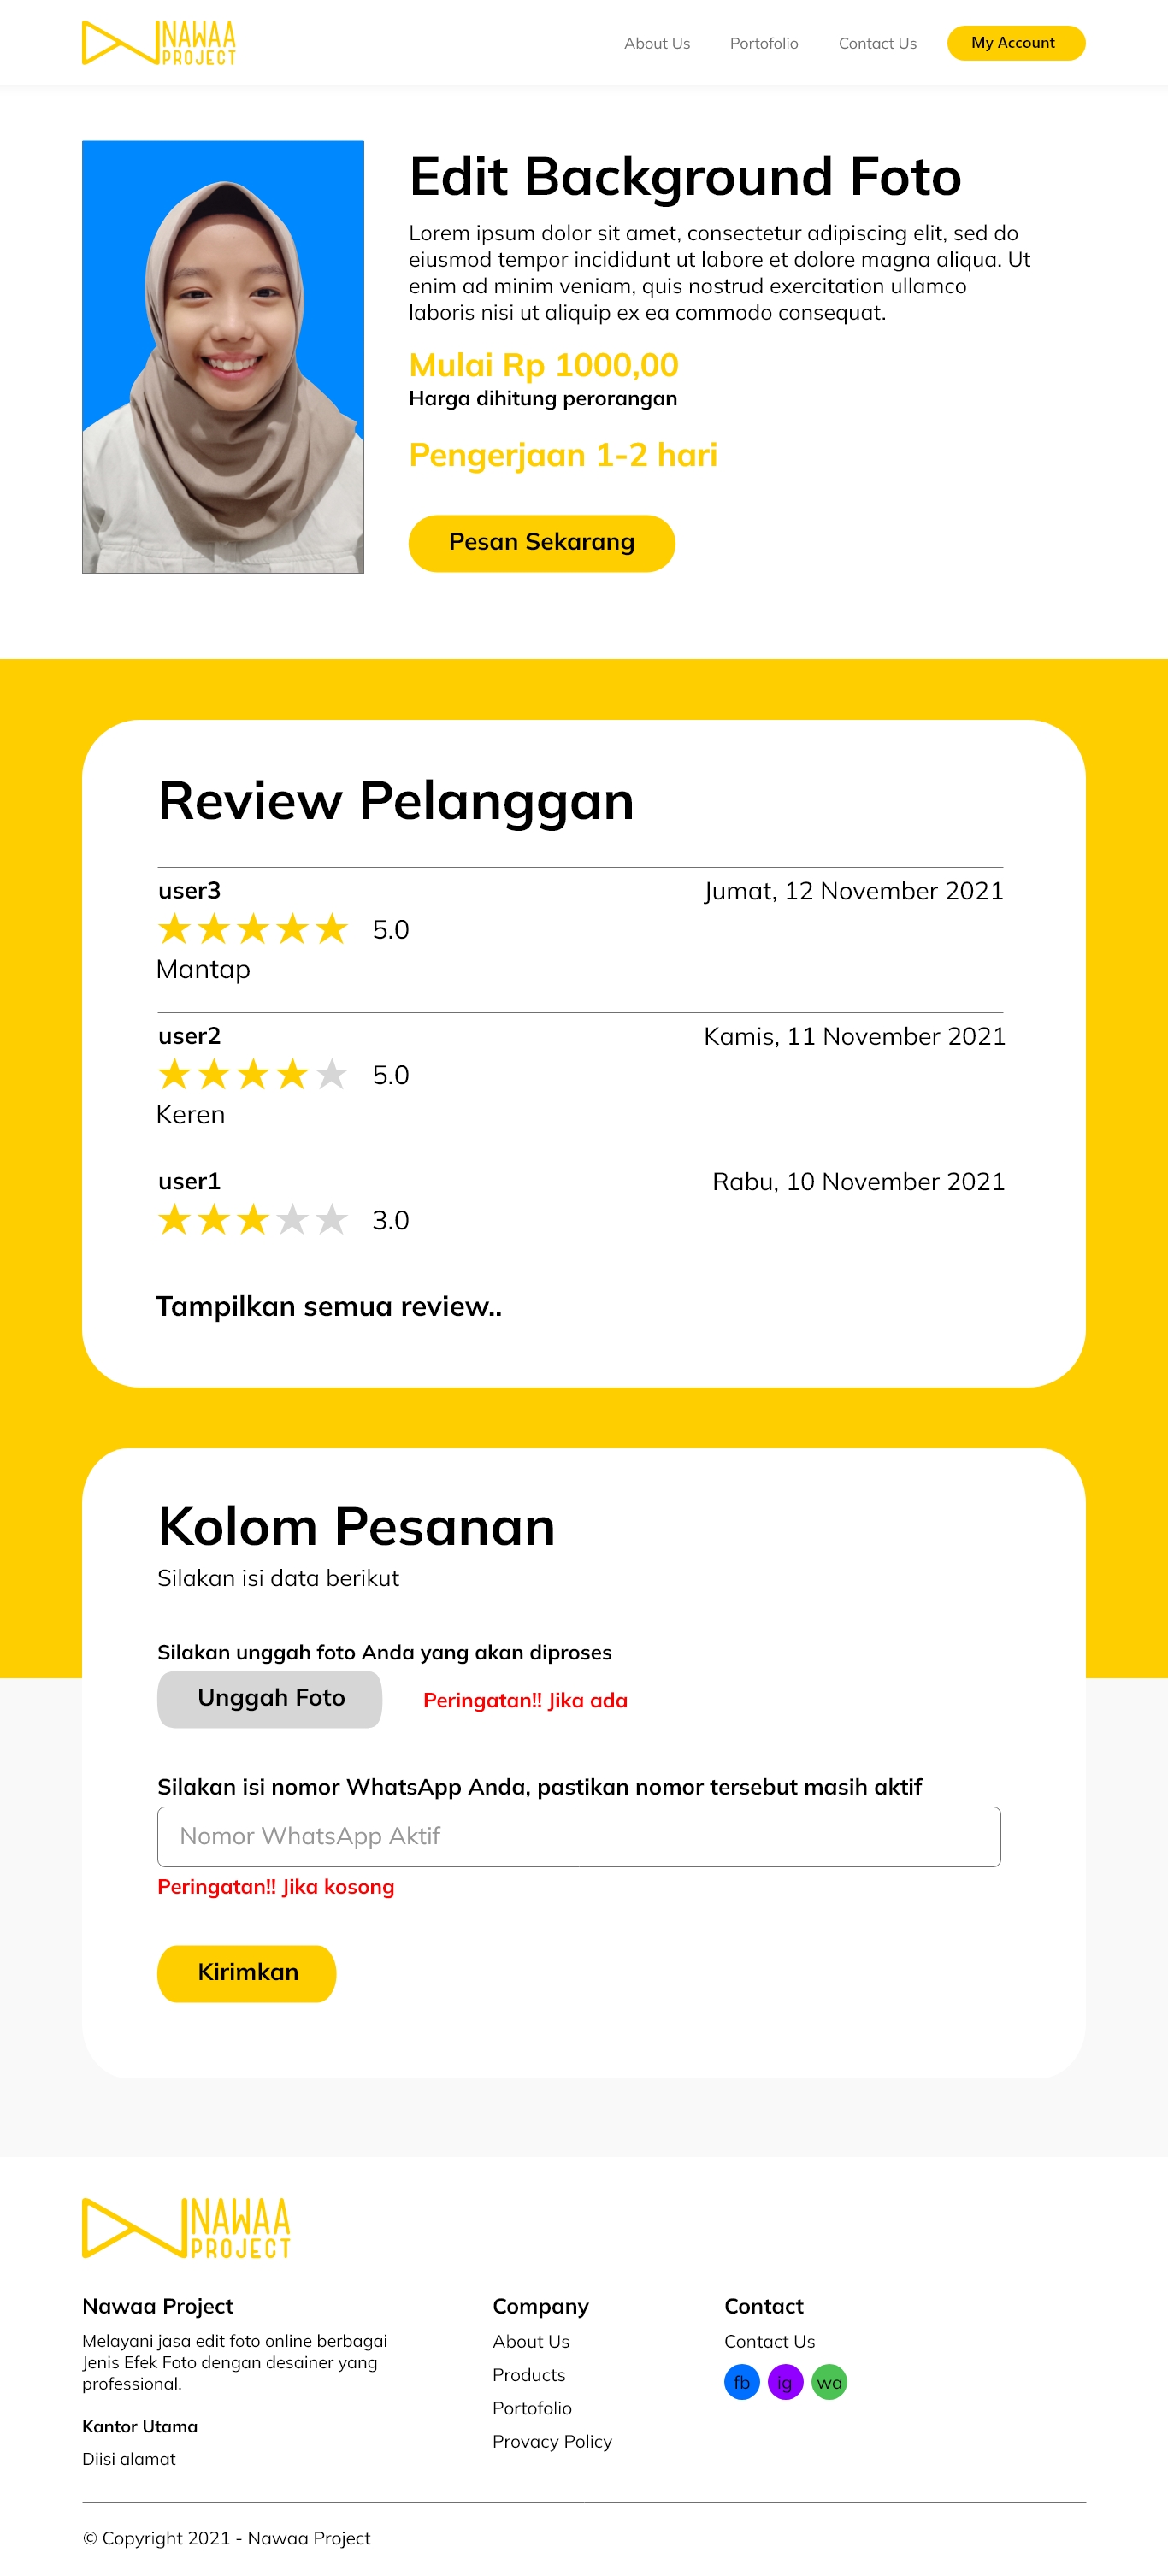 NAWAA
PROJECT
About Us
Portofolio
Contact Us
My Account
Edit Background Foto
Lorem ipsum dolor sit amet, consectetur adipiscing elit, sed do
eiusmod tempor incididunt ut labore et dolore magna aliqua. Ut
enim ad minim veniam, quis nostrud exercitation ullamco
laboris nisi ut aliquip ex ea commodo consequat.
Mulai Rp 1000,00
Harga dihitung perorangan
Pengerjaan 1-2 hari
Pesan Sekarang
Review Pelanggan
user3
Jumat, 12 November 2021
5.0
Mantap
user2
Kamis, 11 November 2021
5.0
Keren
user1
Rabu, 10 November 2021
3.0
Tampilkan semua review..
Kolom Pesanan
Silakan isi data berikut
Silakan unggah foto Anda yang akan diproses
Unggah Foto
Peringatan!! Jika ada
Silakan isi nomor WhatsApp Anda, pastikan nomor tersebut masih aktif
Nomor WhatsApp Aktif
Peringatan!! Jika kosong
Kirimkan
NAWAA
PROJECT
Nawaa Project
Melayani jasa edit foto online berbagai
Jenis Efek Foto dengan desainer yang
professional.
Kantor Utama
Diisi alamat
Company
About Us
Products
Portofolio
Provacy Policy
Contact
Contact Us
fb
ig
wa
© Copyright 2021 - Nawaa Project